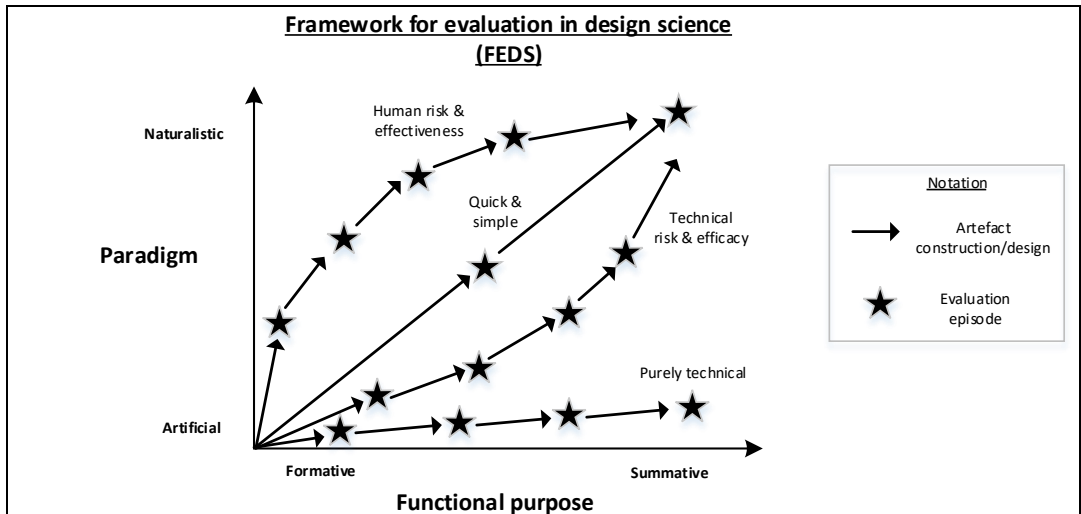 Framework for evaluation in design science
(FEDS)
Naturalistic
Human risk &
effectiveness
Quick &
simple
Technical
risk & efficacy
Paradigm
Purely technical
Artificial
Formative
Summative
Functional purpose
Notation
Artefact
construction/design
Evaluation
episode